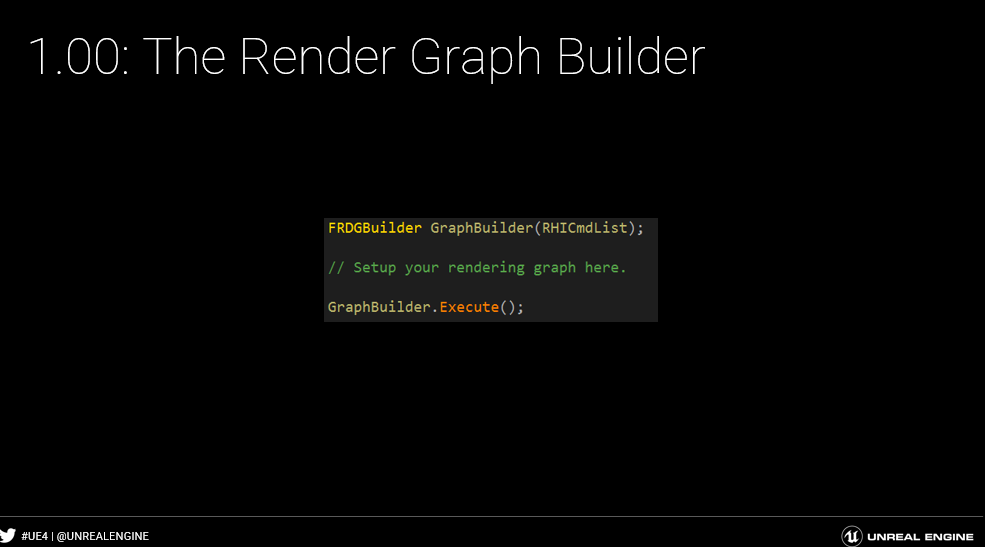 1.00: The Render Graph Builder
FRDGBuilder GraphBuilder(RHICmdList);
// Setup your rendering graph here.
GraphBuilder.Execute();
#UE4 | @UNREALENGINE
UNREAL ENGINE